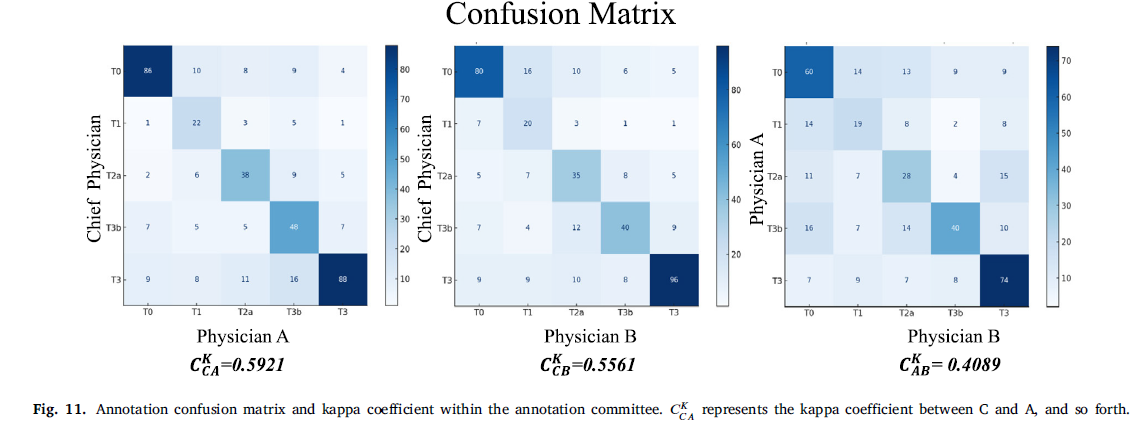 Confusion Matrix
Chief Physician
T0 86 10 8 9 4
T1 1 22 3 5 1
T2a 2 6 38 9 5
T3b 7 5 5 48 7
T3 9 8 11 16 88
T0 T1 T2a T3b T3
80
70
60
50
40
30
20
10
Physician A
C^K_CA=0.5921
Chief Physician
T0 80 16 10 6 5
T1 7 20 3 1 1
T2a 5 7 35 8 5
T3b 7 4 12 40 9
T3 9 9 10 8 96
T0 T1 T2a T3b T3
80
60
40
20
Physician B
C^K_CB=0.5561
Physician A
T0 60 14 13 9 9
T1 14 19 8 2 8
T2a 11 7 28 4 15
T3b 16 7 14 40 10
T3 7 9 7 8 74
T0 T1 T2a T3b T3
70
60
50
40
30
20
10
Physician B
C^K_AB= 0.4089
Fig. 11. Annotation confusion matrix and kappa coefficient within the annotation committee. C^K_CA represents the kappa coefficient between C and A, and so forth.